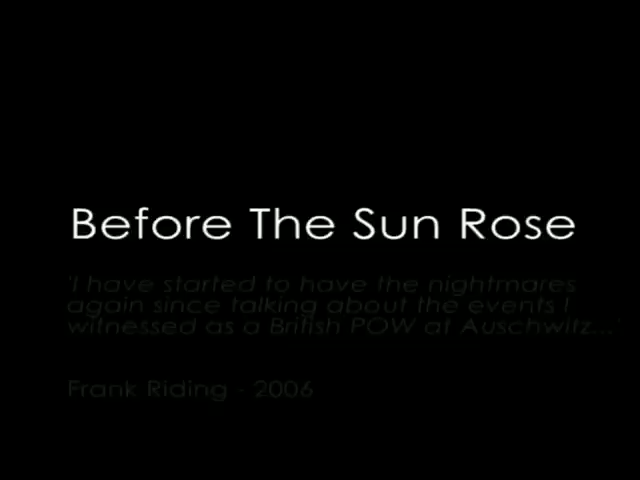 Before The Sun Rose
'I have started to have the nightmares
again since talking about the events I
witnessed as a British POW at Auschwitz...'
Frank Riding - 2006